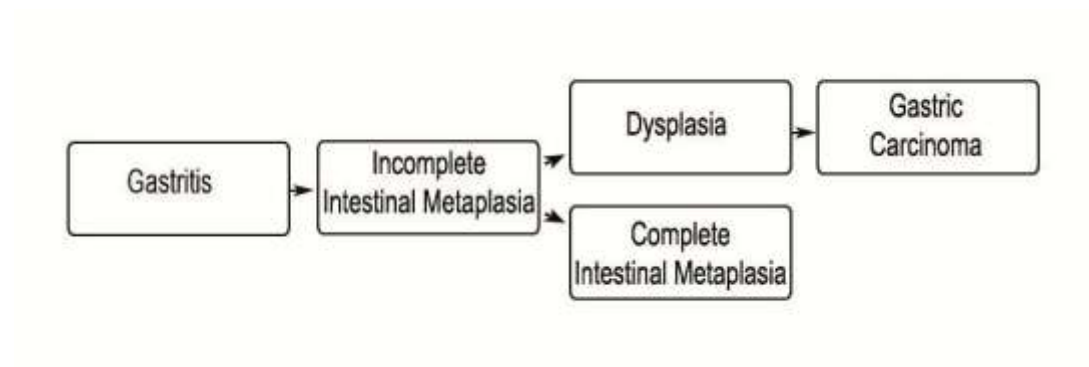 Gastritis
Incomplete
Intestinal Metaplasia
Dysplasia
Gastric
Carcinoma
Complete
Intestinal Metaplasia